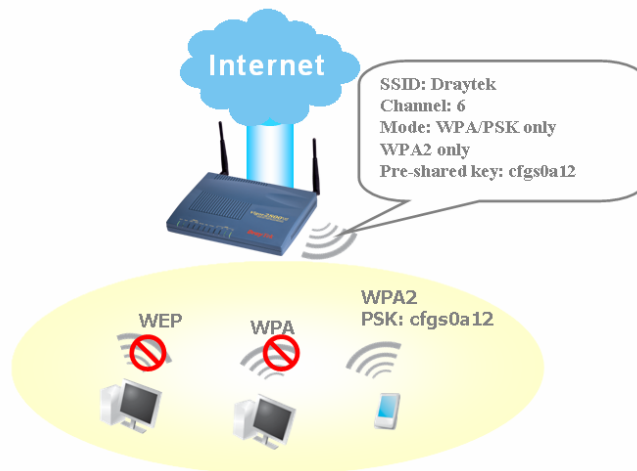 Internet
SSID: Draytek
Channel: 6
Mode: WPA/PSK only
WPA2 only
Pre-shared key: cfgs0a12
WEP
WPA
WPA2
PSK: cfgs0a12